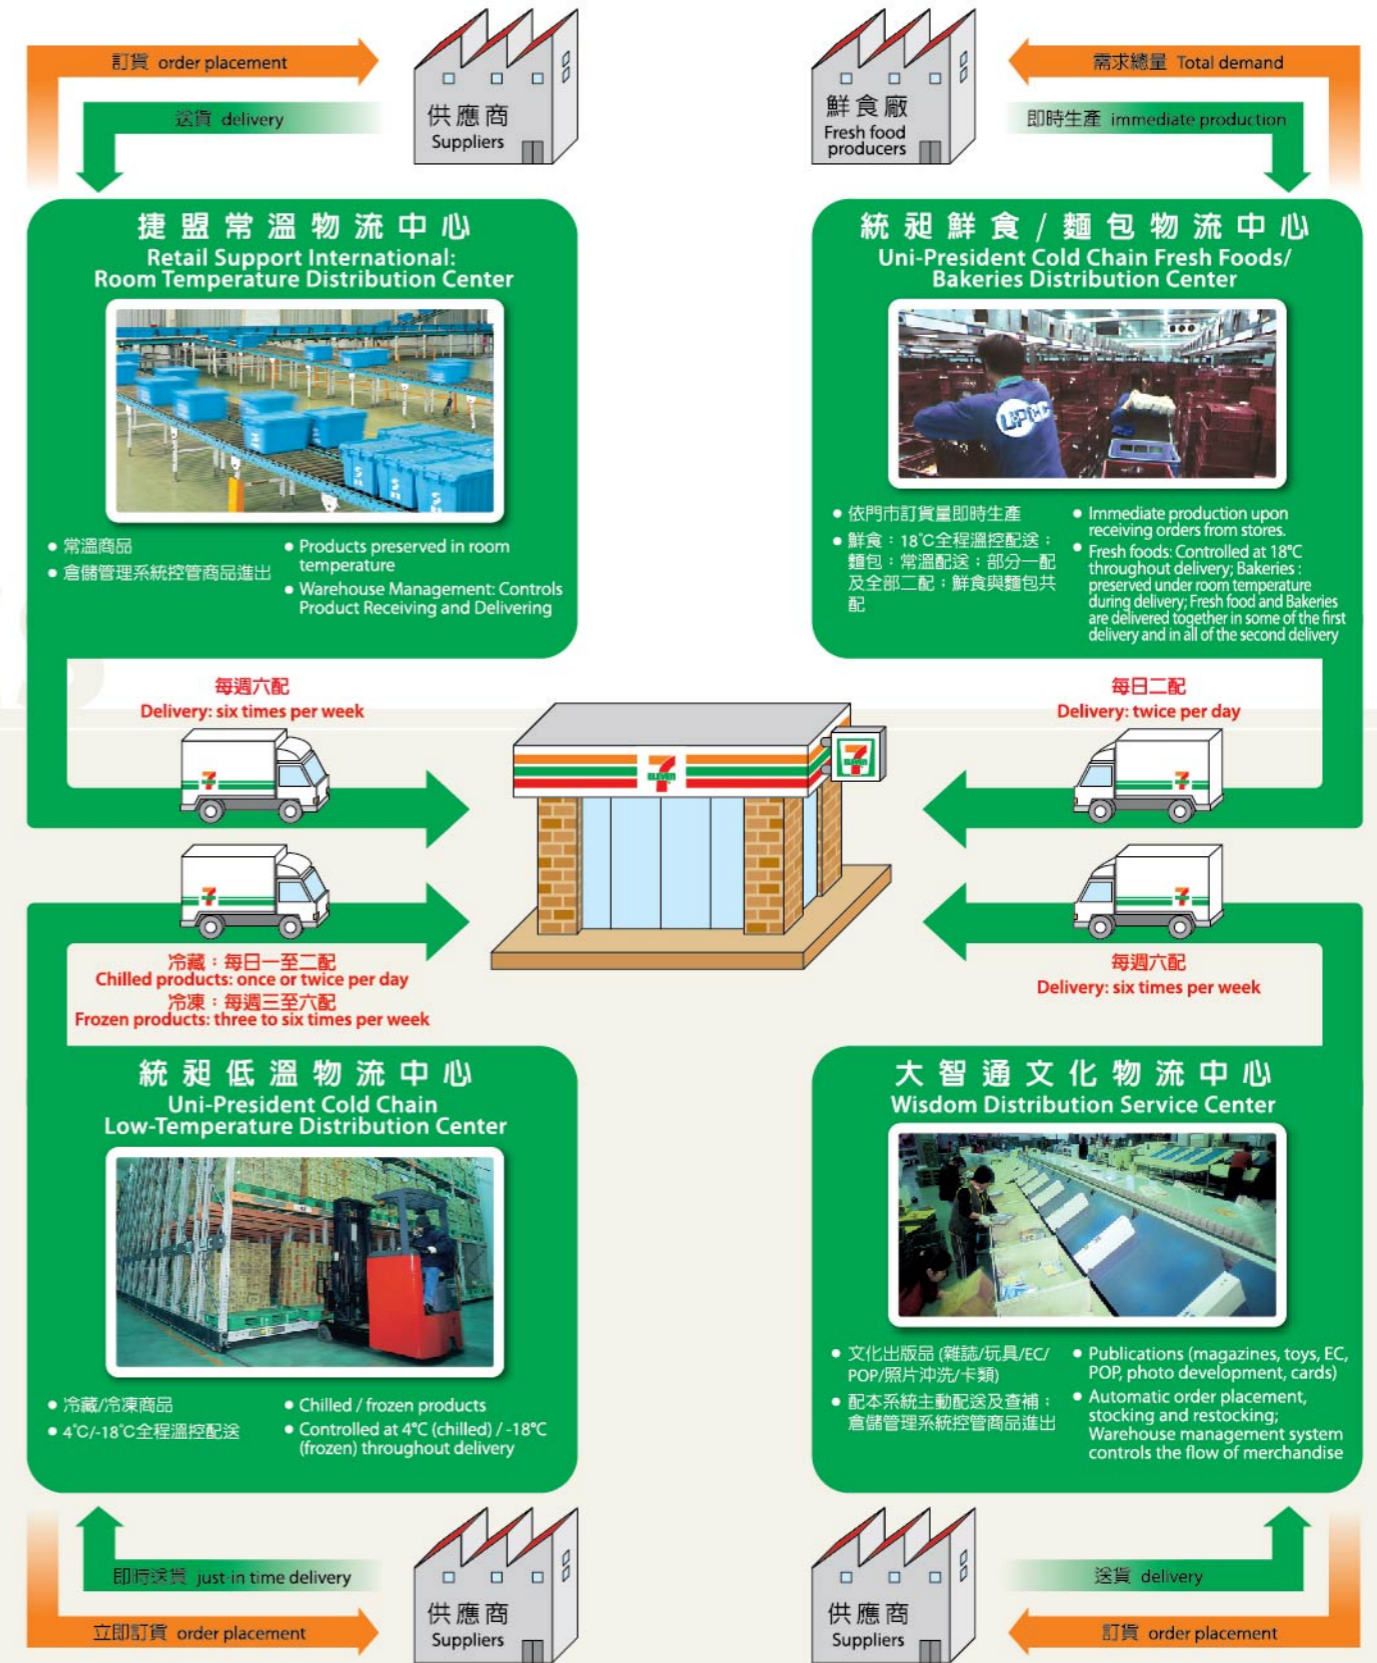 訂貨 order placement
送貨 delivery
供應商
Suppliers
捷盟常溫物流中心
Retail Support International:
Room Temperature Distribution Center
常溫商品
倉儲管理系統控管商品進出
Products preserved in room
temperature
Warehouse Management: Controls
Product Receiving and Delivering
每週六配
Delivery: six times per week
需求總量 Total demand
即時生產 immediate production
鮮食廠
Fresh food
producers
統昶鮮食/麵包物流中心
Uni-President Cold Chain Fresh Foods/
Bakeries Distribution Center
UPCC
依門市訂貨量即時生產
鮮食：18℃全程溫控配送；
麵包：常溫配送；部分一配
及全部二配；鮮食與麵包共
配
Immediate production upon
receiving orders from stores.
Fresh foods: Controlled at 18°C
throughout delivery; Bakeries :
preserved under room temperature
during delivery; Fresh food and Bakeries
are delivered together in some of the first
delivery and in all of the second delivery
每日二配
Delivery: twice per day
7 ELEVEN
7 ELEVEN
冷藏：每日一至二配
Chilled products: once or twice per day
冷凍：每週三至六配
Frozen products: three to six times per week
統昶低溫物流中心
Uni-President Cold Chain
Low-Temperature Distribution Center
冷藏/冷凍商品
4℃/-18℃全程溫控配送
Chilled / frozen products
Controlled at 4°C (chilled) / -18°C
(frozen) throughout delivery
即時送貨 just-in time delivery
立即訂貨 order placement
供應商
Suppliers
每週六配
Delivery: six times per week
大智通文化物流中心
Wisdom Distribution Service Center
文化出版品 (雜誌/玩具/EC/
POP/照片沖洗/卡類)
配本系統主動配送及查補；
倉儲管理系統控管商品進出
Publications (magazines, toys, EC,
POP, photo development, cards)
Automatic order placement,
stocking and restocking;
Warehouse management system
controls the flow of merchandise
送貨 delivery
訂貨 order placement
供應商
Suppliers